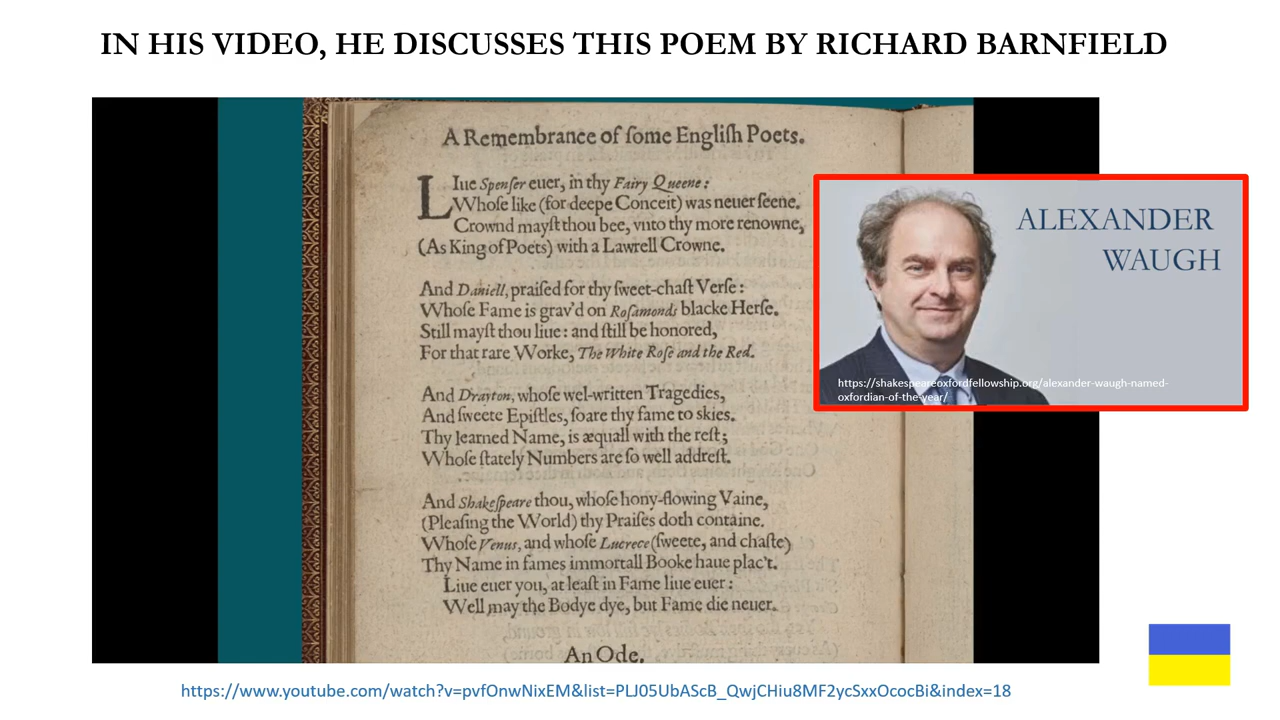 IN HIS VIDEO, HE DISCUSSES THIS POEM BY RICHARD BARNFIELD
A Remembrance of ſome Engliſh Poets.
LIue Spenſer euer, in thy Fairy Queene:
Whoſe like (for deepe Conceit) was neuer ſeene.
Crownd mayſt thou bee, vnto thy more renowne,
(As King of Poets) with a Lawrell Crowne.
And Daniell, praiſed for thy ſweet-chaſt Verſe:
Whoſe Fame is grav'd on Roſamonds blacke Herſe.
Still mayſt thou liue: and ſtill be honored,
For that rare Worke, The White Roſe and the Red.
And Drayton, whoſe wel-written Tragedies,
And ſweete Epiſtles, ſoare thy fame to skies.
Thy learned Name, is æquall with the reſt;
Whoſe ſtately Numbers are ſo well addreſt.
And Shakeſpeare thou, whoſe hony-flowing Vaine,
(Pleaſing the World) thy Praiſes doth containe.
Whoſe Venus, and whoſe Lucrece (ſweete, and chaſte)
Thy Name in fames immortall Booke haue plac't.
Liue euer you, at leaſt in Fame liue euer:
Well may the Bodye dye, but Fame die neuer.
An Ode.
ALEXANDER
WAUGH
https://shakespeareoxfordfellowship.org/alexander-waugh-named-
oxfordian-of-the-year/
https://www.youtube.com/watch?v=pvfOnwNixEM&list=PLJ05UbAScB_QwjCHiu8MF2ycSxxOcocBi&index=18